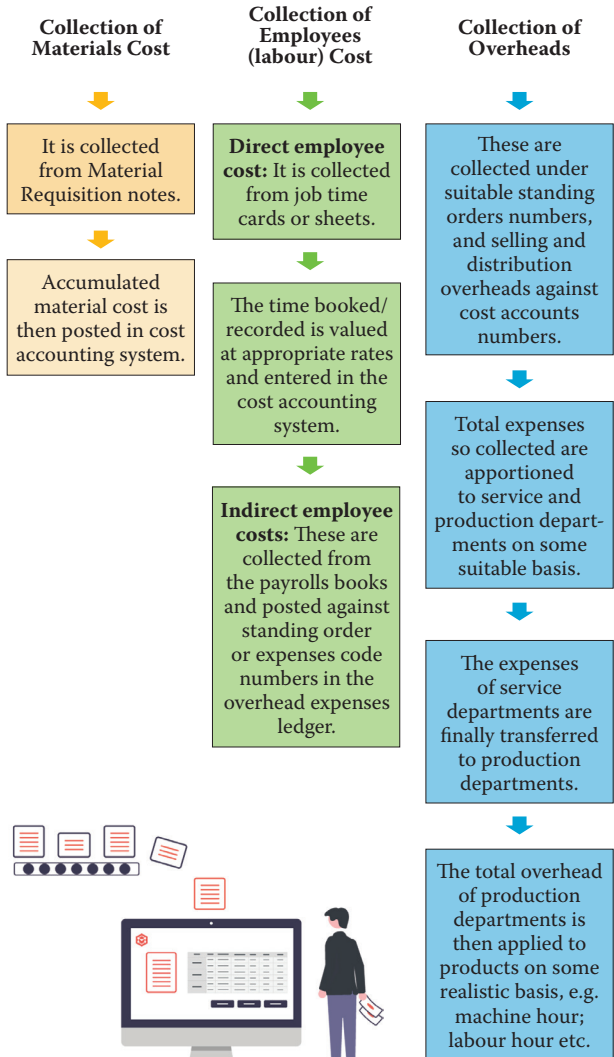 Collection of
Materials Cost
It is collected
from Material
Requisition notes.
Accumulated
material cost is
then posted in cost
accounting system.
Collection of
Employees
(labour) Cost
Direct employee
cost: It is collected
from job time
cards or sheets.
The time booked/
recorded is valued
at appropriate rates
and entered in the
cost accounting
system.
Indirect employee
costs: These are
collected from
the payrolls books
and posted against
standing order
or expenses code
numbers in the
overhead expenses
ledger.
Collection of
Overheads
These are
collected under
suitable standing
orders numbers,
and selling and
distribution
overheads against
cost accounts
numbers.
Total expenses
so collected are
apportioned
to service and
production depart-
ments on some
suitable basis.
The expenses
of service
departments are
finally transferred
to production
departments.
The total overhead
of production
departments is
then applied to
products on some
realistic basis, e.g.
machine hour;
labour hour etc.